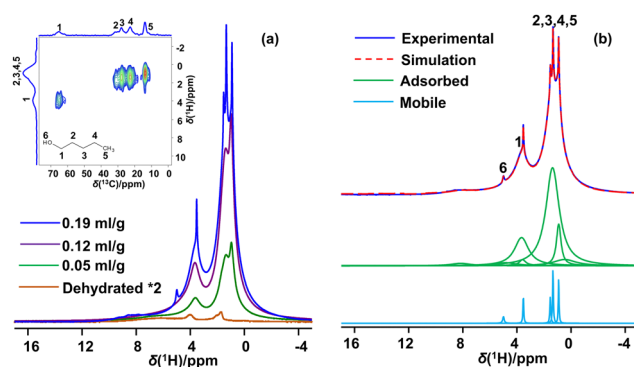 (a)
1 2 3 4 5
2,3,4,5
1
-2
0
2
4
6
8
10
δ(¹H)/ppm
6
HO
2 4
1 3
CH₃
5
70 60 50 40 30 20 10 0
δ(¹³C)/ppm
0.19 ml/g
0.12 ml/g
0.05 ml/g
Dehydrated *2
16 12 8 4 0 -4
δ(¹H)/ppm
(b)
2,3,4,5
Experimental
Simulation
Adsorbed
Mobile
1
6
16 12 8 4 0 -4
δ(¹H)/ppm